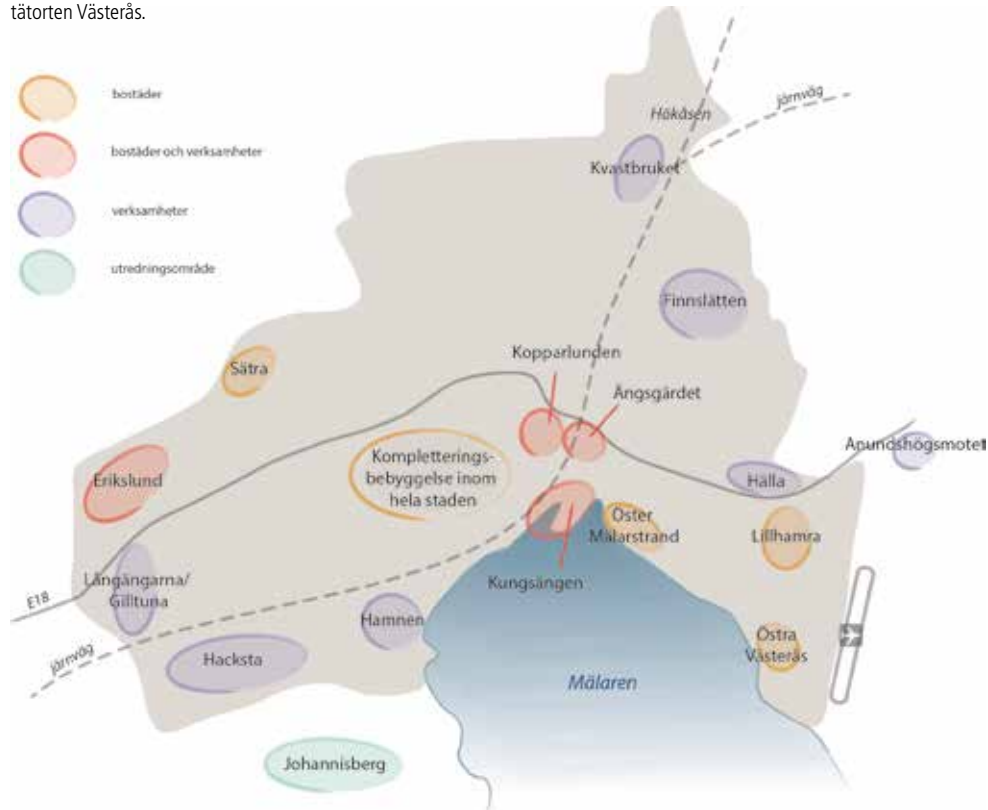 tätorten Västerås.
bostäder
bostäder och verksamheter
verksamheter
utredningsområde
Hökåsen
järnväg
Kvastbruket
Finnslätten
Kopparlunden
Ängsgärdet
Sätra
Anundshögsmotet
Kompletterings-
bebyggelse inom
hela staden
Erikslund
Hälla
Öster
Mälarstrand
Lillhamra
Långängarna/
Gilltuna
Kungsängen
E18
Hamnen
Östra
Västerås
järnväg
Hacksta
Mälaren
Johannisberg